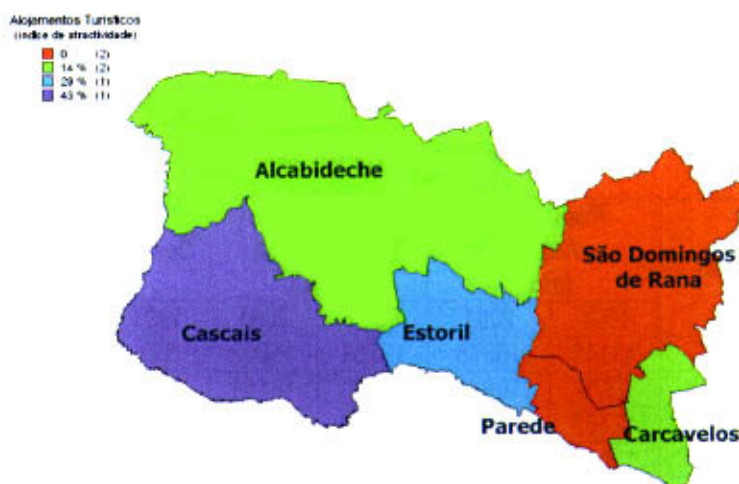 Alojamentos Turísticos
(índice de atractividade)
0 (2)
14 % (2)
29 % (1)
43 % (1)
Alcabideche
São Domingos
de Rana
Cascais
Estoril
Parede
Carcavelos